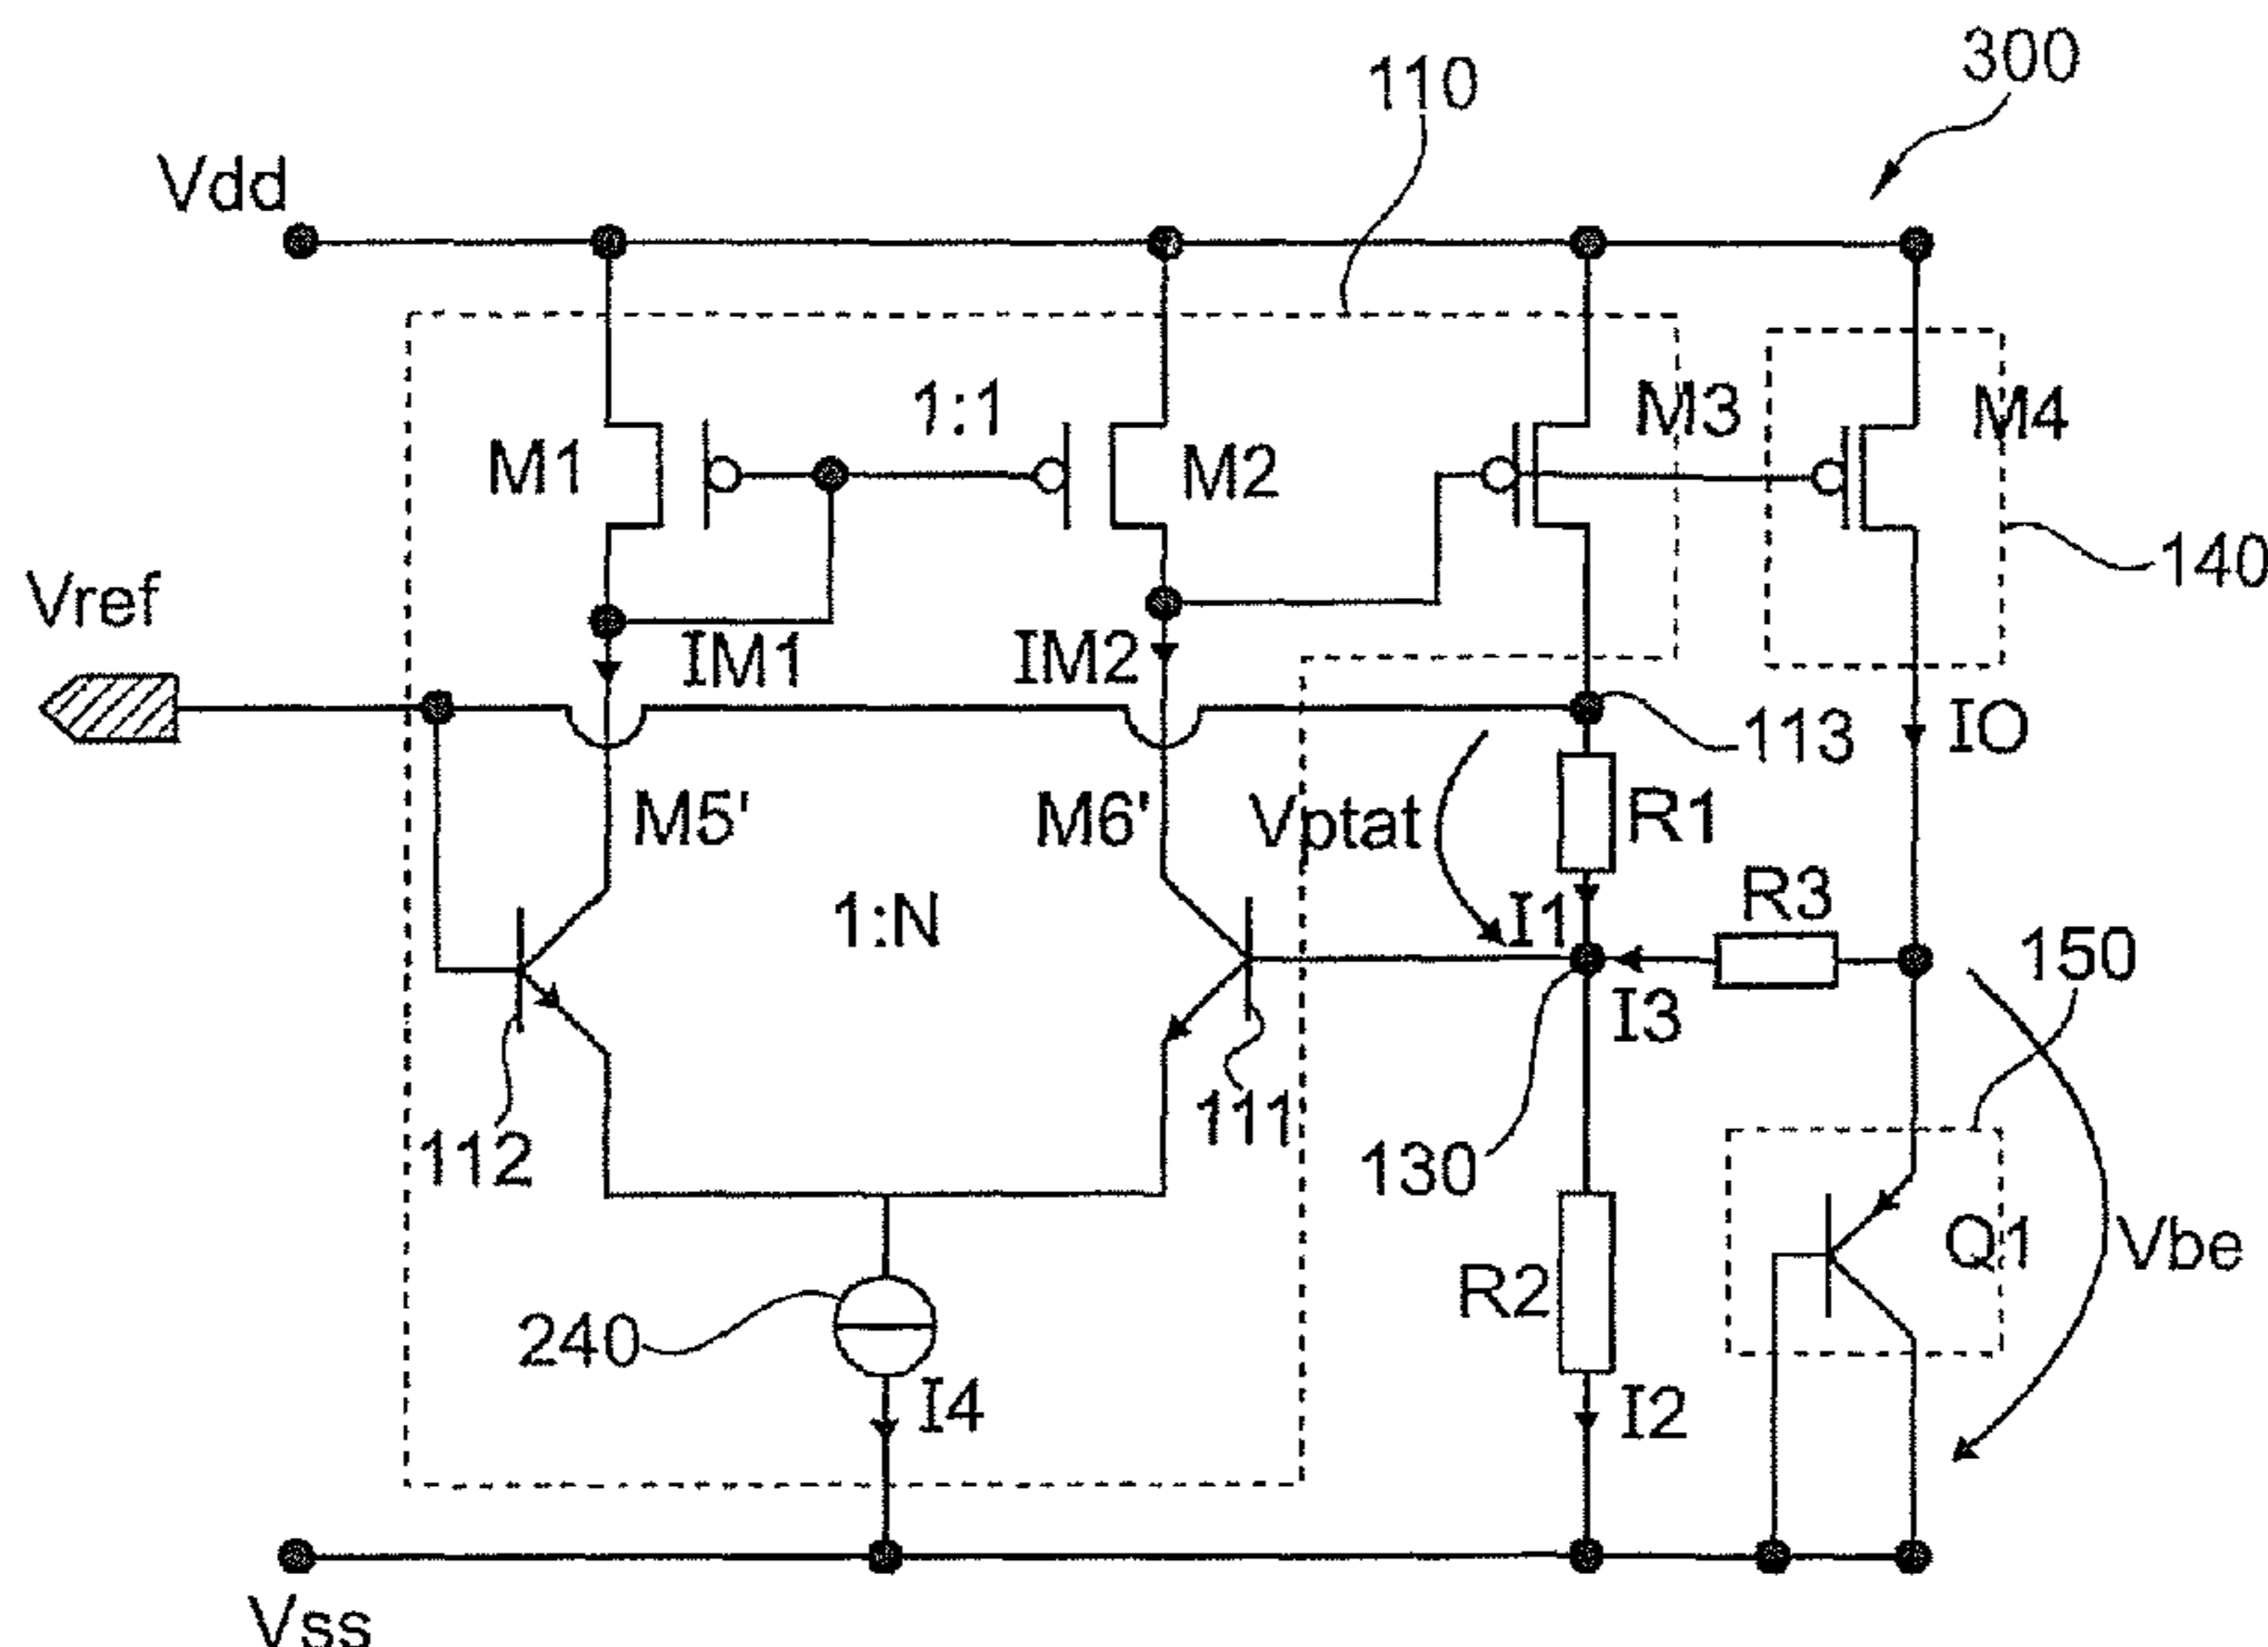 300
110
Vdd
M1
1:1
M2
M3
M4
140
Vref
IM1
IM2
113
IO
M5'
M6'
Vptat
R1
1:N
I1
R3
150
I3
112
111
130
Q1
Vbe
240
R2
I4
I2
Vss